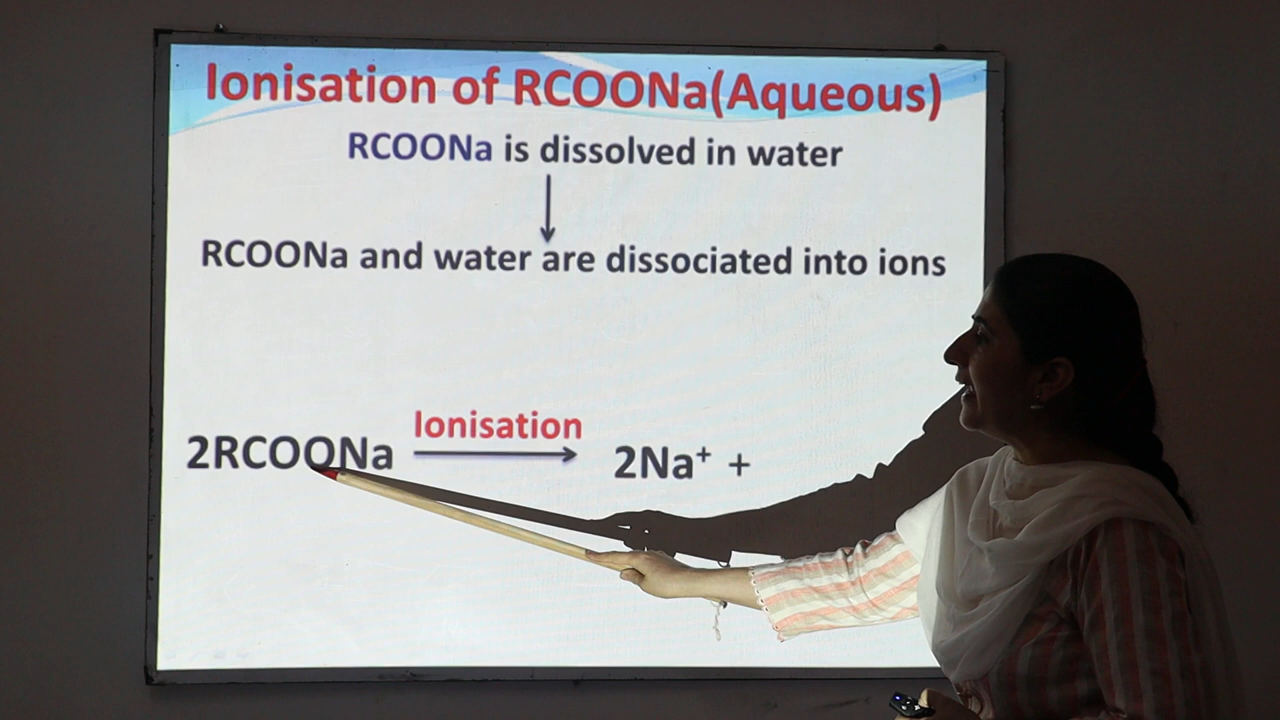 Ionisation of RCOONa(Aqueous)
RCOONa is dissolved in water
RCOONa and water are dissociated into ions
Ionisation
2RCOONa 2Na⁺ +